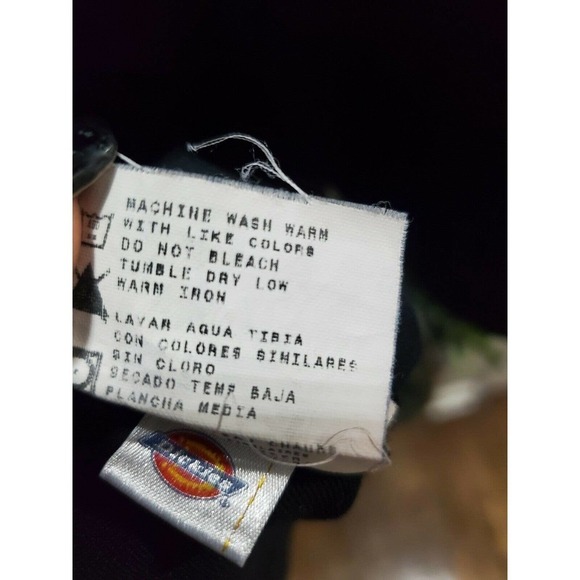 MACHINE WASH WARM
WITH LIKE COLORS
DO NOT BLEACH
TUMBLE DRY LOW
WARM IRON
LAVAR AGUA TIBIA
CON COLORES SIMILARES
SIN CLORO
SECADO TEMP BAJA
PLANCHA MEDIA
Dickies